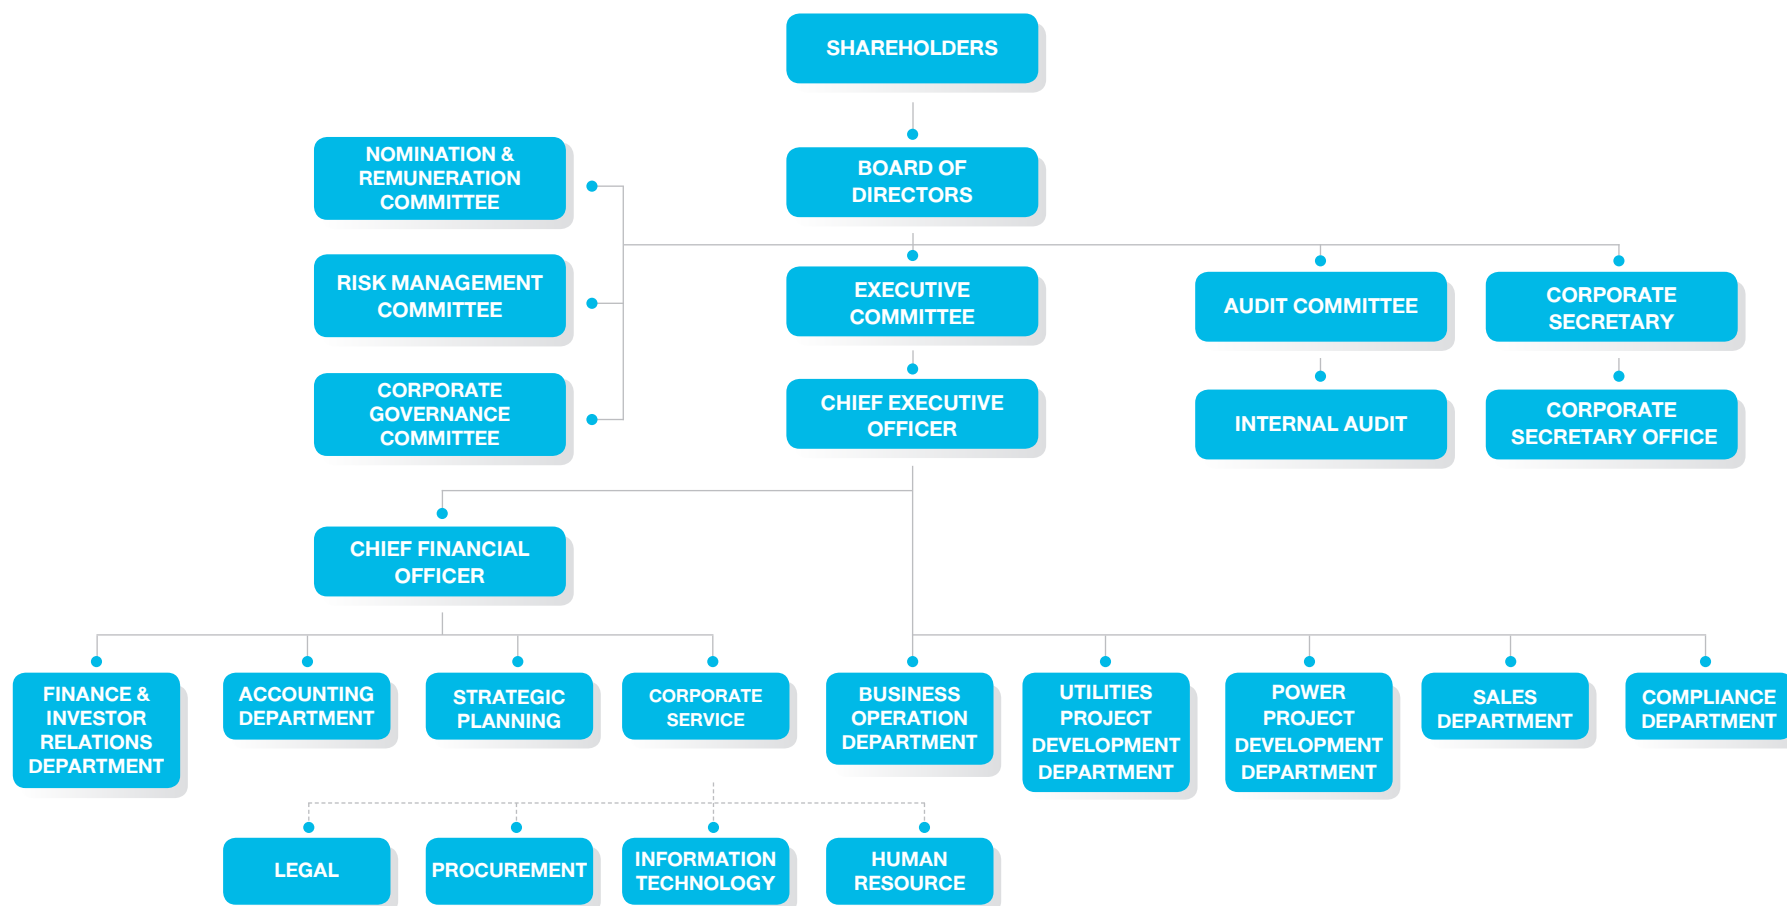 SHAREHOLDERS
NOMINATION &
REMUNERATION
COMMITTEE
BOARD OF
DIRECTORS
RISK MANAGEMENT
COMMITTEE
EXECUTIVE
COMMITTEE
AUDIT COMMITTEE
CORPORATE
SECRETARY
CORPORATE
GOVERNANCE
COMMITTEE
CHIEF EXECUTIVE
OFFICER
INTERNAL AUDIT
CORPORATE
SECRETARY OFFICE
CHIEF FINANCIAL
OFFICER
FINANCE &
INVESTOR
RELATIONS
DEPARTMENT
ACCOUNTING
DEPARTMENT
STRATEGIC
PLANNING
CORPORATE
SERVICE
BUSINESS
OPERATION
DEPARTMENT
UTILITIES
PROJECT
DEVELOPMENT
DEPARTMENT
POWER
PROJECT
DEVELOPMENT
DEPARTMENT
SALES
DEPARTMENT
COMPLIANCE
DEPARTMENT
LEGAL
PROCUREMENT
INFORMATION
TECHNOLOGY
HUMAN
RESOURCE